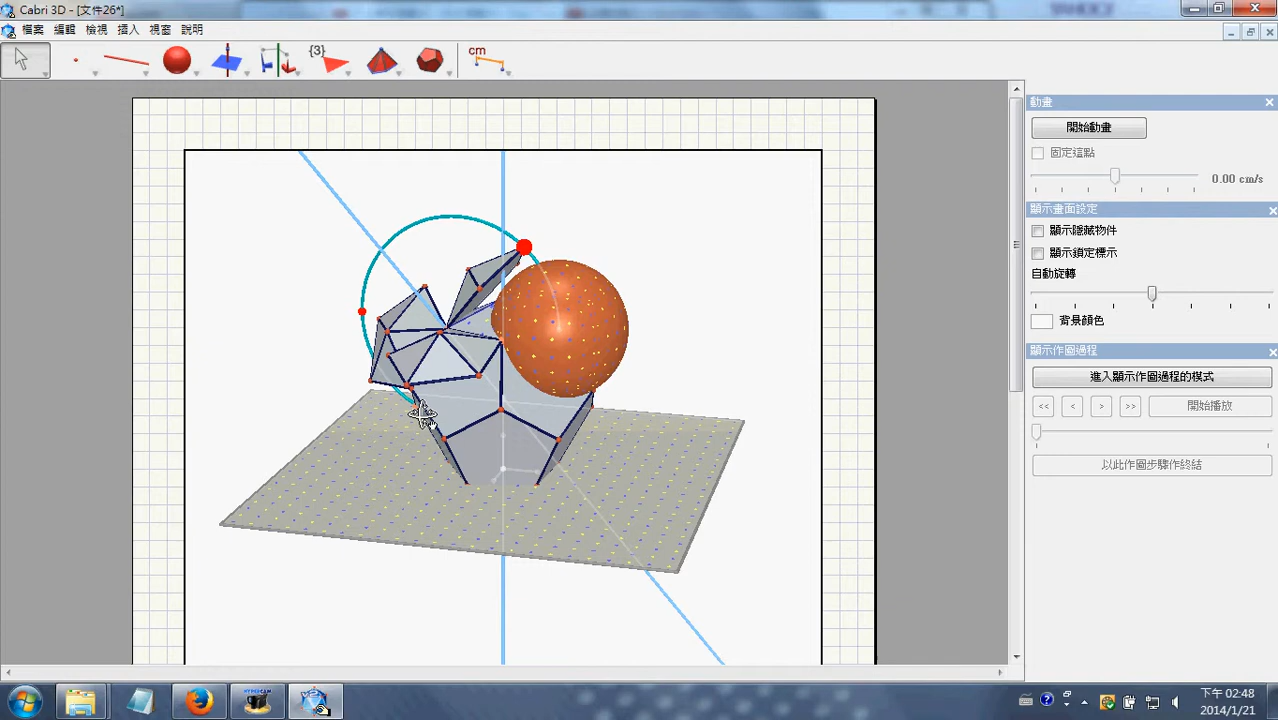 Cabri 3D - [文件26*]
檔案 編輯 檢視 插入 視窗 說明
{3}
cm
動畫
開始動畫
固定這點
0.00 cm/s
顯示畫面設定
顯示隱藏物件
顯示鎖定標示
自動旋轉
背景顏色
顯示作圖過程
進入顯示作圖過程的模式
<< < > >> 開始播放
以此作圖步驟作終結
下午 02:48
2014/1/21